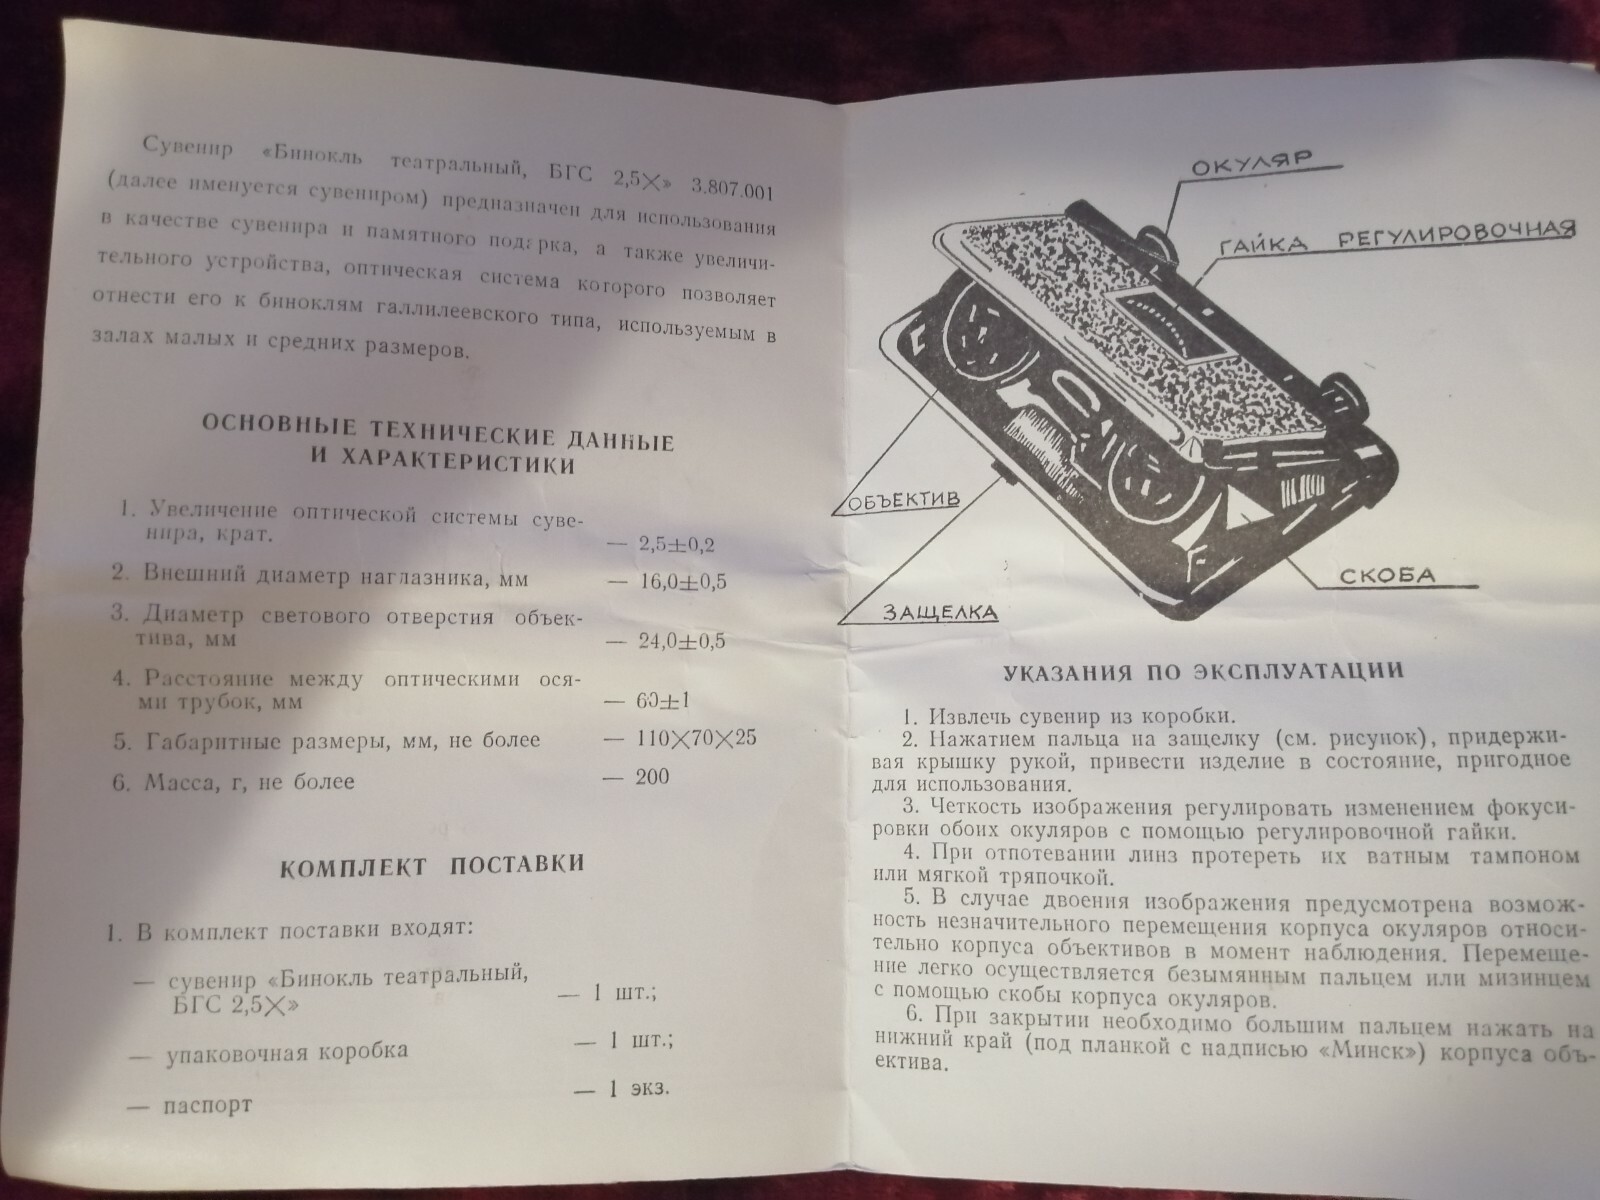 Сувенир «Бинокль театральный, БГС 2,5×» 3.807.001
(далее именуется сувениром) предназначен для использования
в качестве сувенира и памятного подарка, а также увеличи-
тельного устройства, оптическая система которого позволяет
отнести его к биноклям галлилеевского типа, используемым в
залах малых и средних размеров.
ОСНОВНЫЕ ТЕХНИЧЕСКИЕ ДАННЫЕ
И ХАРАКТЕРИСТИКИ
1. Увеличение оптической системы суве-
нира, крат. — 2,5±0,2
2. Внешний диаметр наглазника, мм — 16,0±0,5
3. Диаметр светового отверстия объек-
тива, мм — 24,0±0,5
4. Расстояние между оптическими ося-
ми трубок, мм — 60±1
5. Габаритные размеры, мм, не более — 110×70×25
6. Масса, г, не более — 200
КОМПЛЕКТ ПОСТАВКИ
1. В комплект поставки входят:
— сувенир «Бинокль театральный,
БГС 2,5×» — 1 шт.;
— упаковочная коробка — 1 шт.;
— паспорт — 1 экз.
ОКУЛЯР
ГАЙКА РЕГУЛИРОВОЧНАЯ
ОБЪЕКТИВ
СКОБА
ЗАЩЕЛКА
УКАЗАНИЯ ПО ЭКСПЛУАТАЦИИ
1. Извлечь сувенир из коробки.
2. Нажатием пальца на защелку (см. рисунок), придержи-
вая крышку рукой, привести изделие в состояние, пригодное
для использования.
3. Четкость изображения регулировать изменением фокуси-
ровки обоих окуляров с помощью регулировочной гайки.
4. При отпотевании линз протереть их ватным тампоном
или мягкой тряпочкой.
5. В случае двоения изображения предусмотрена возмож-
ность незначительного перемещения корпуса окуляров относи-
тельно корпуса объективов в момент наблюдения. Перемеще-
ние легко осуществляется безымянным пальцем или мизинцем
с помощью скобы корпуса окуляров.
6. При закрытии необходимо большим пальцем нажать на
нижний край (под планкой с надписью «Минск») корпуса объ-
ектива.